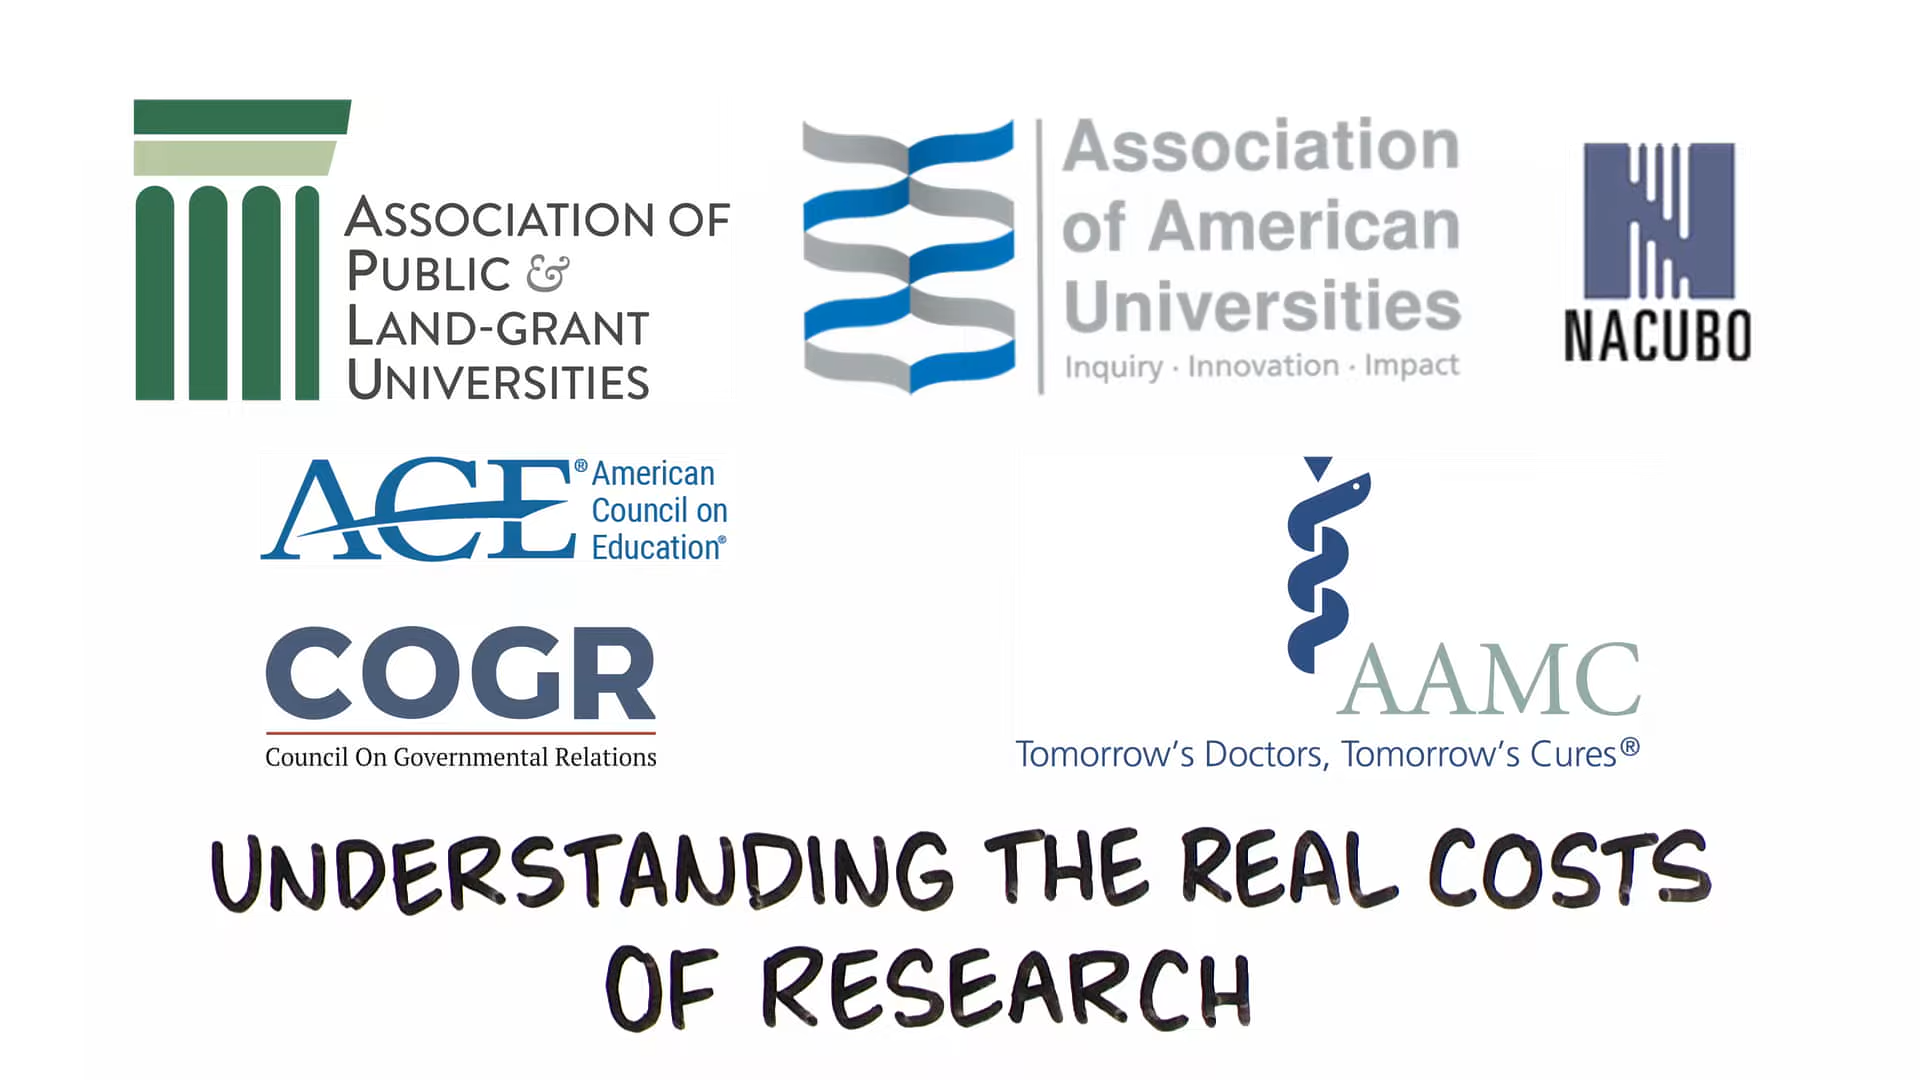 ASSOCIATION OF
PUBLIC &
LAND-GRANT
UNIVERSITIES
Association
of American
Universities
Inquiry · Innovation · Impact
N
NACUBO
ACE® American
Council on
Education®
COGR
Council On Governmental Relations
AAMC
Tomorrow's Doctors, Tomorrow's Cures®
UNDERSTANDING THE REAL COSTS
OF RESEARCH